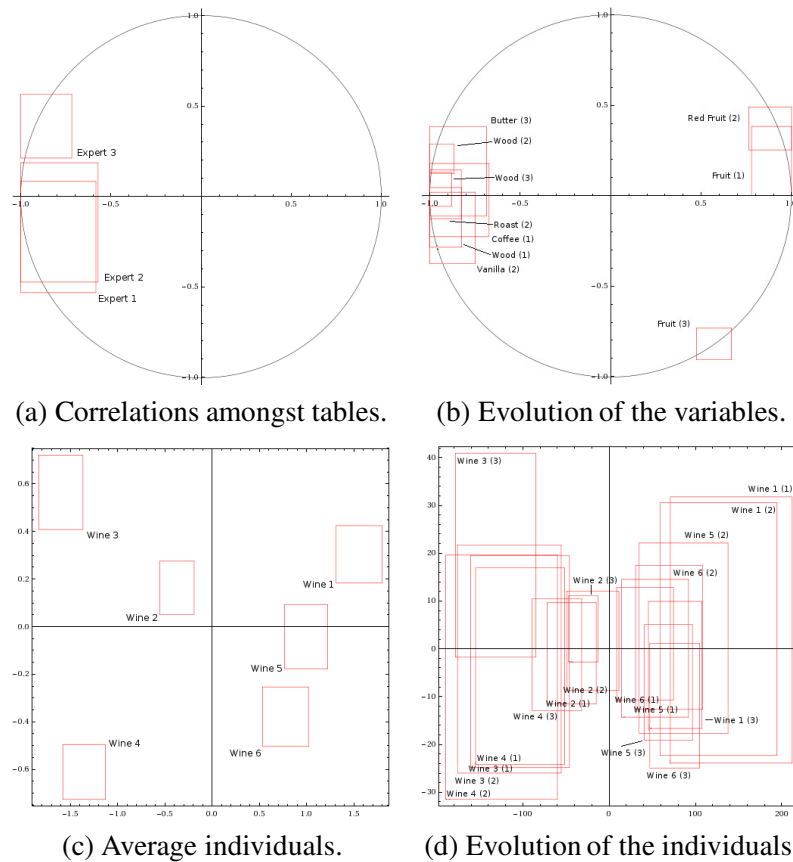 1.0
0.5
Expert 3
-1.0
-0.5
0.5
1.0
Expert 2
Expert 1
-0.5
-1.0
(a) Correlations amongst tables.
1.0
Butter (3)
0.5
Red Fruit (2)
Wood (2)
Wood (3)
Fruit (1)
-1.0
-0.5
0.5
1.0
Roast (2)
Coffee (1)
Wood (1)
Vanilla (2)
-0.5
Fruit (3)
-1.0
(b) Evolution of the variables.
0.6
0.4
Wine 3
0.2
Wine 1
Wine 2
0.0
Wine 5
-0.2
-0.4
Wine 6
Wine 4
-0.6
-1.5
-1.0
-0.5
0.0
0.5
1.0
1.5
(c) Average individuals.
40
Wine 3 (3)
Wine 1 (1)
30
Wine 1 (2)
Wine 5 (2)
20
Wine 2 (3)
Wine 6 (2)
10
0
Wine 2 (2)
-10
Wine 2 (1)
Wine 6 (1)
Wine 4 (3)
Wine 5 (1)
Wine 1 (3)
-20
Wine 4 (1)
Wine 5 (3)
Wine 3 (1)
Wine 3 (2)
Wine 6 (3)
Wine 4 (2)
-30
-100
0
100
200
(d) Evolution of the individuals